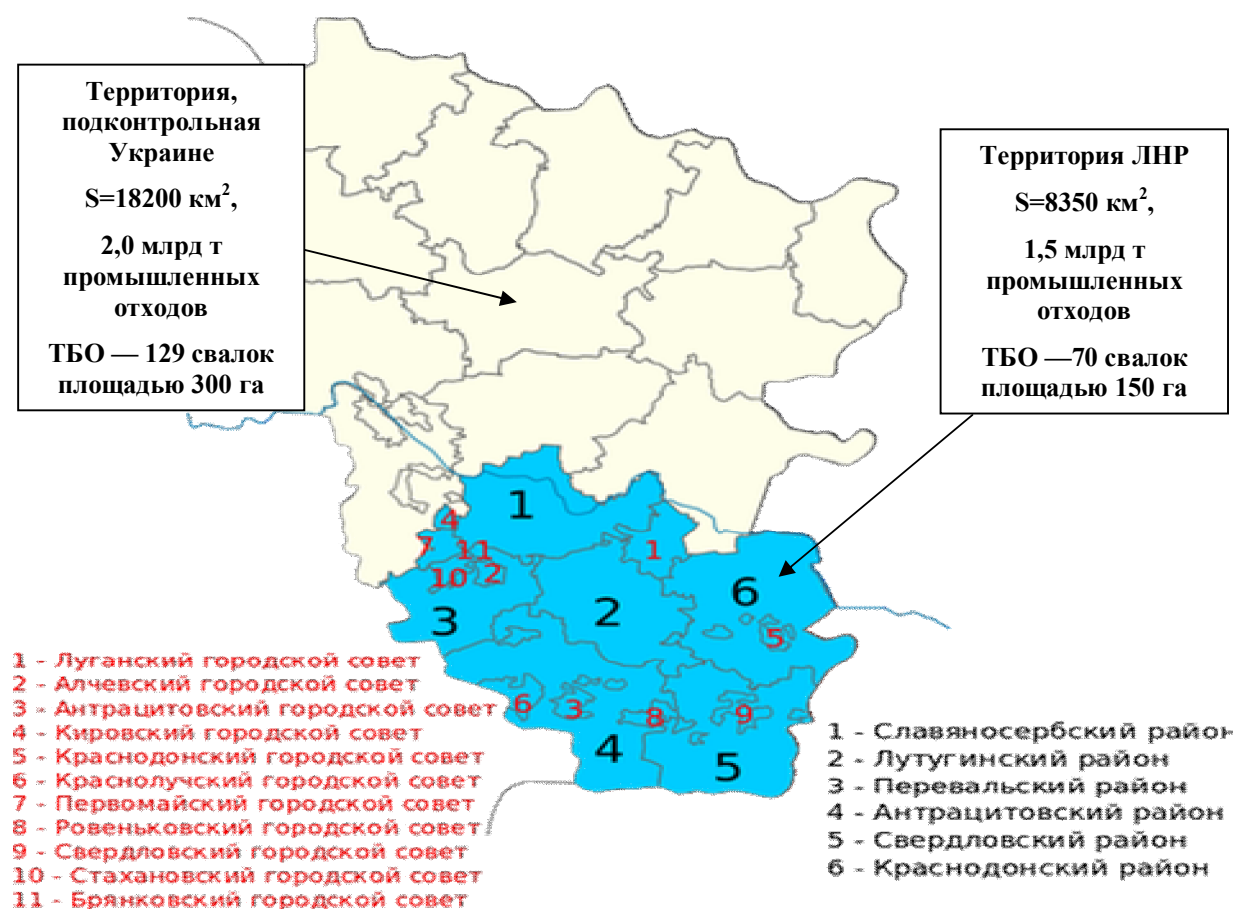 Территория,
подконтрольная
Украине
S=18200 км²,
2,0 млрд т
промышленных
отходов
ТБО — 129 свалок
площадью 300 га
Территория ЛНР
S=8350 км²,
1,5 млрд т
промышленных
отходов
ТБО —70 свалок
площадью 150 га
1
4
7
11
1
10
2
6
3
2
5
6
3
8
9
4
5
1 - Луганский городской совет
2 - Алчевский городской совет
3 - Антрацитовский городской совет
4 - Кировский городской совет
5 - Краснодонский городской совет
6 - Краснолучский городской совет
7 - Первомайский городской совет
8 - Ровеньковский городской совет
9 - Свердловский городской совет
10 - Стахановский городской совет
11 - Брянковский городской совет
1 - Славяносербский район
2 - Лутугинский район
3 - Перевальский район
4 - Антрацитовский район
5 - Свердловский район
6 - Краснодонский район